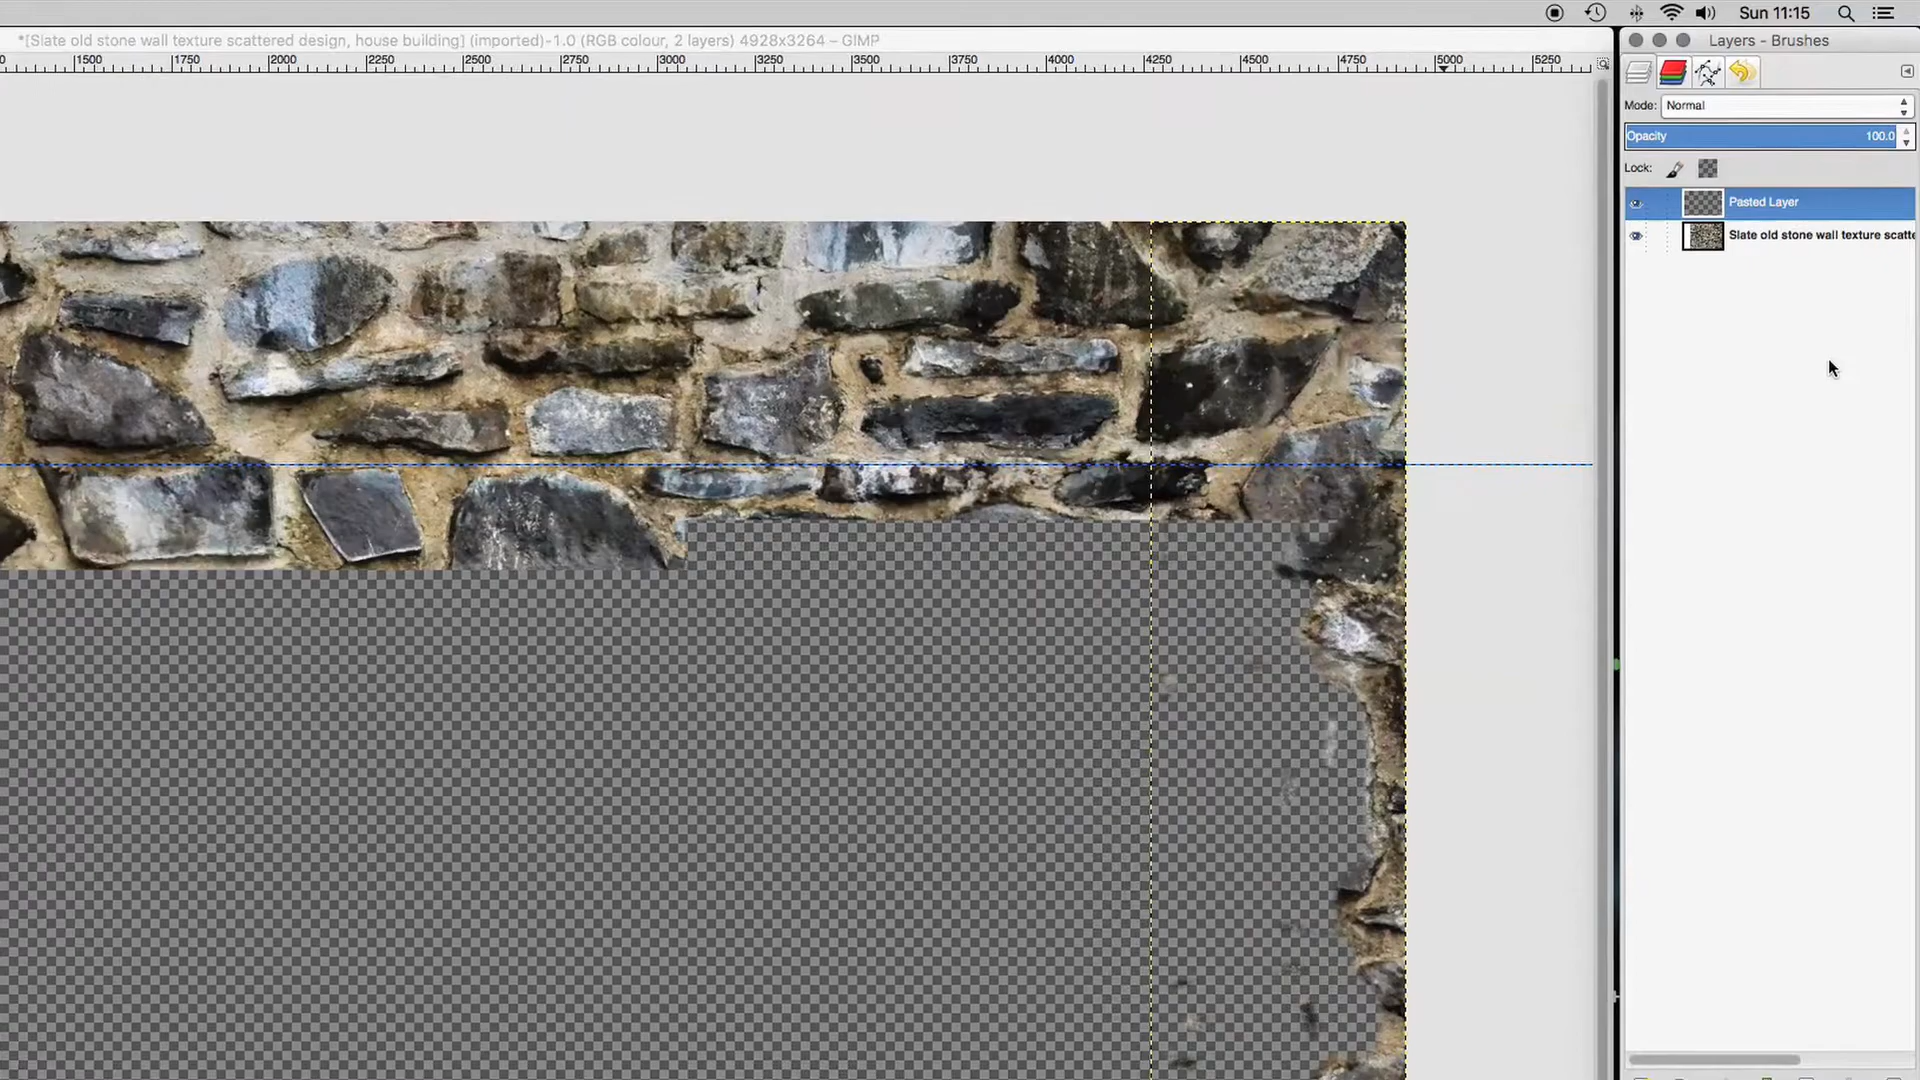 Sun 11:15
*[Slate old stone wall texture scattered design, house building] (imported)-1.0 (RGB colour, 2 layers) 4928x3264 – GIMP
Layers - Brushes
0 1500 1750 2000 2250 2500 2750 3000 3250 3500 3750 4000 4250 4500 4750 5000 5250
Mode: Normal
Opacity 100.0
Lock:
Pasted Layer
Slate old stone wall texture scatte